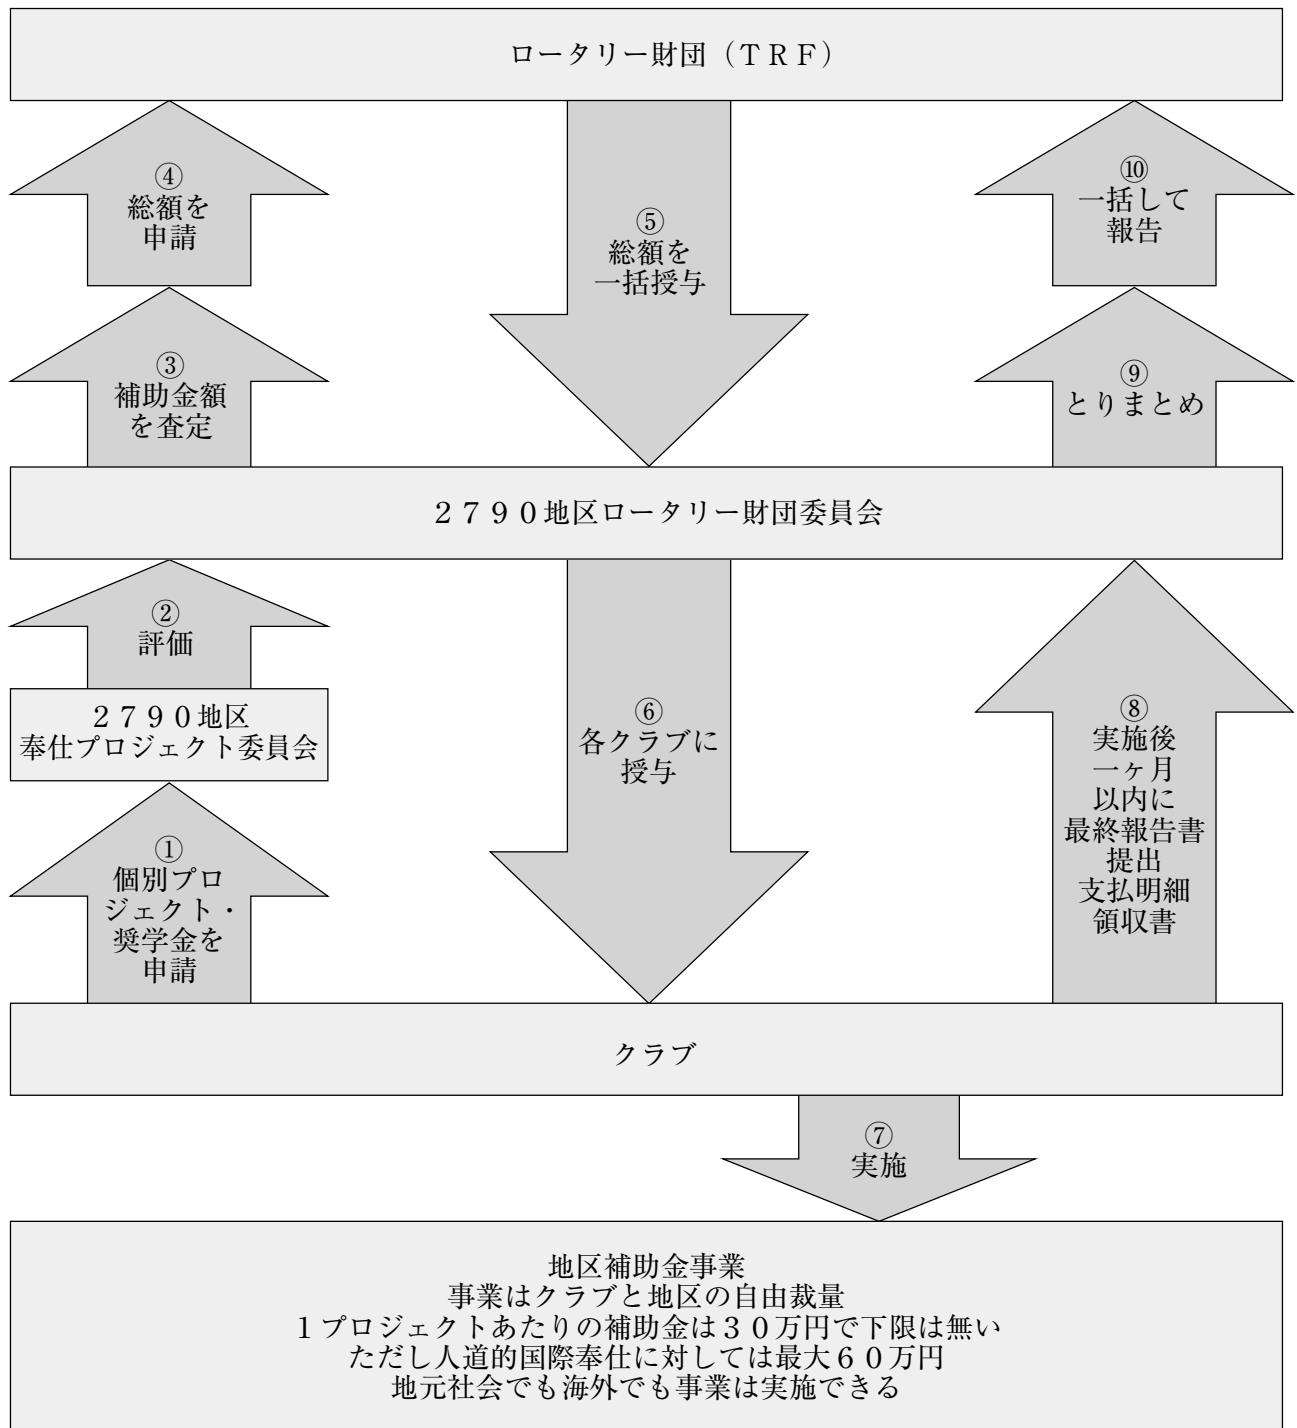 ロータリー財団（ＴＲＦ）
④
総額を
申請
⑤
総額を
一括授与
⑩
一括して
報告
③
補助金額
を査定
⑨
とりまとめ
２７９０地区ロータリー財団委員会
②
評価
２７９０地区
奉仕プロジェクト委員会
①
個別プロ
ジェクト・
奨学金を
申請
⑥
各クラブに
授与
⑧
実施後
一ヶ月
以内に
最終報告書
提出
支払明細
領収書
クラブ
⑦
実施
地区補助金事業
事業はクラブと地区の自由裁量
１プロジェクトあたりの補助金は３０万円で下限は無い
ただし人道的国際奉仕に対しては最大６０万円
地元社会でも海外でも事業は実施できる